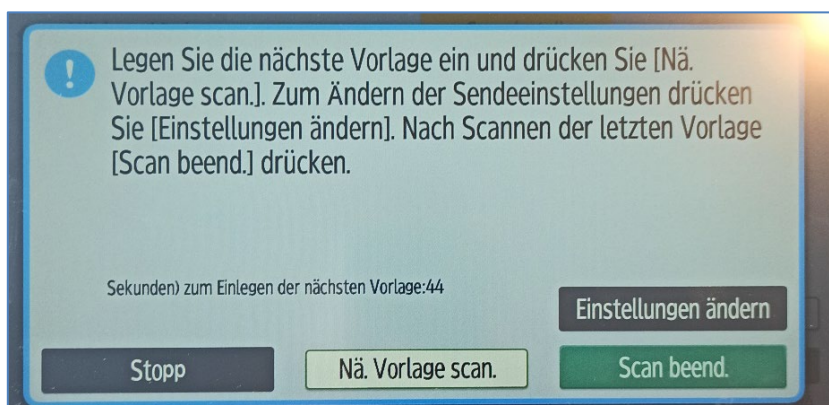 Legen Sie die nächste Vorlage ein und drücken Sie [Nä.
Vorlage scan.]. Zum Ändern der Sendeeinstellungen drücken
Sie [Einstellungen ändern]. Nach Scannen der letzten Vorlage
[Scan beend.] drücken.
Sekunden) zum Einlegen der nächsten Vorlage:44
Einstellungen ändern
Stopp
Nä. Vorlage scan.
Scan beend.